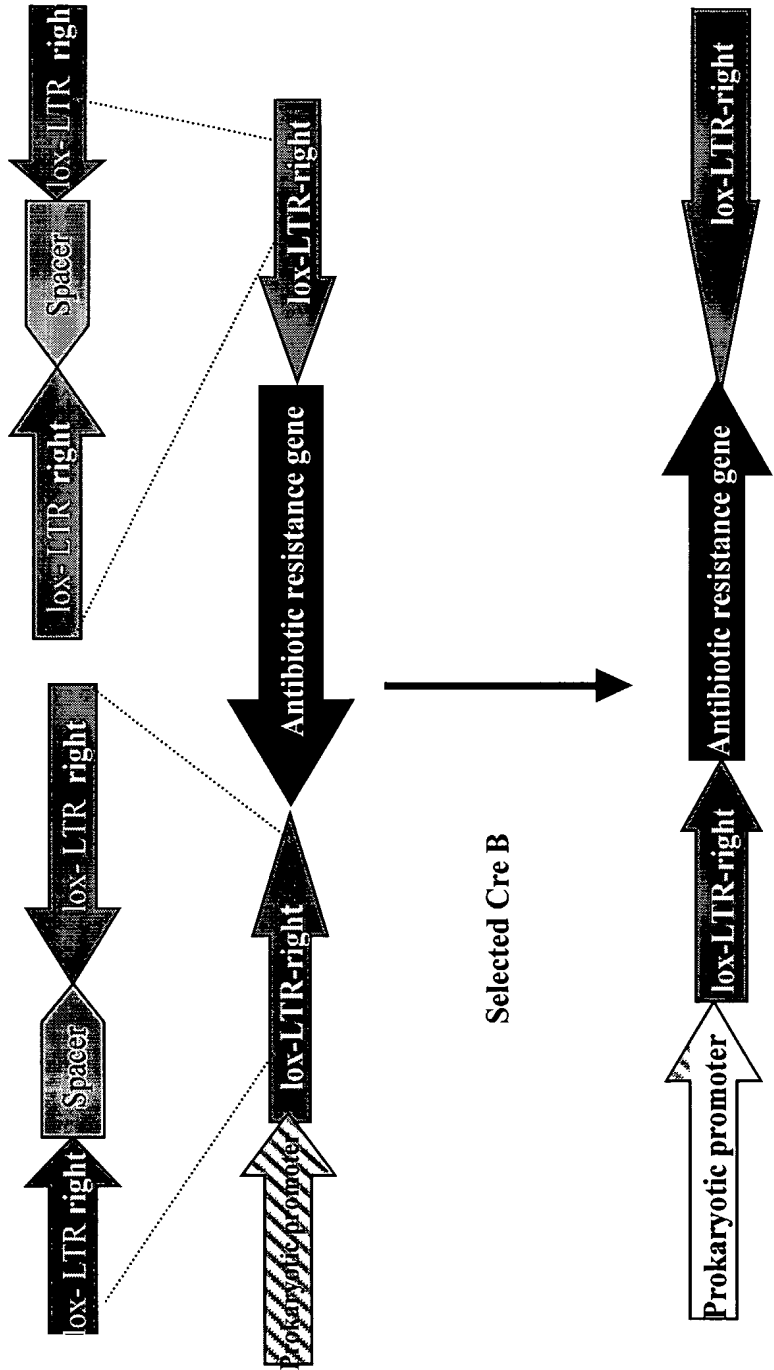 lox- LTR right
Spacer
lox- LTR right
lox- LTR right
Spacer
lox- LTR right
Prokaryotic promoter
lox-LTR-right
Antibiotic resistance gene
lox-LTR-right
Selected Cre B
Prokaryotic promoter
lox-LTR-right
Antibiotic resistance gene
lox-LTR-right